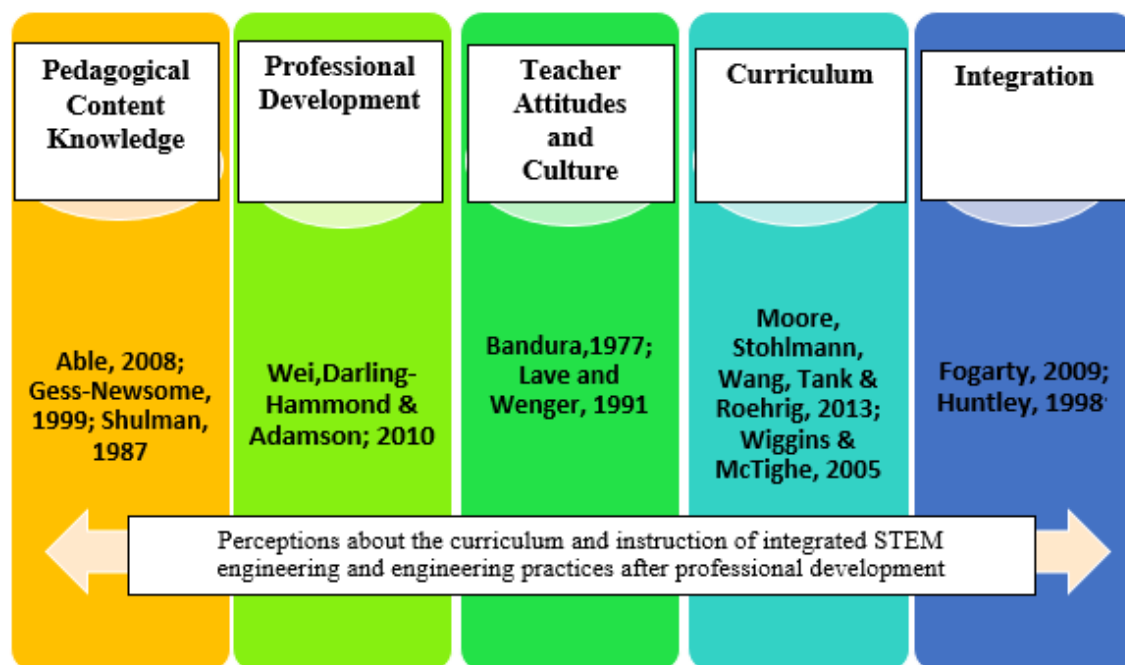 Pedagogical
Content
Knowledge
Professional
Development
Teacher
Attitudes
and
Culture
Curriculum
Integration
Able, 2008;
Gess-Newsome,
1999; Shulman,
1987
Wei,Darling-
Hammond &
Adamson; 2010
Bandura,1977;
Lave and
Wenger, 1991
Moore,
Stohlmann,
Wang, Tank &
Roehrig, 2013;
Wiggins &
McTighe, 2005
Fogarty, 2009;
Huntley, 1998
Perceptions about the curriculum and instruction of integrated STEM
engineering and engineering practices after professional development